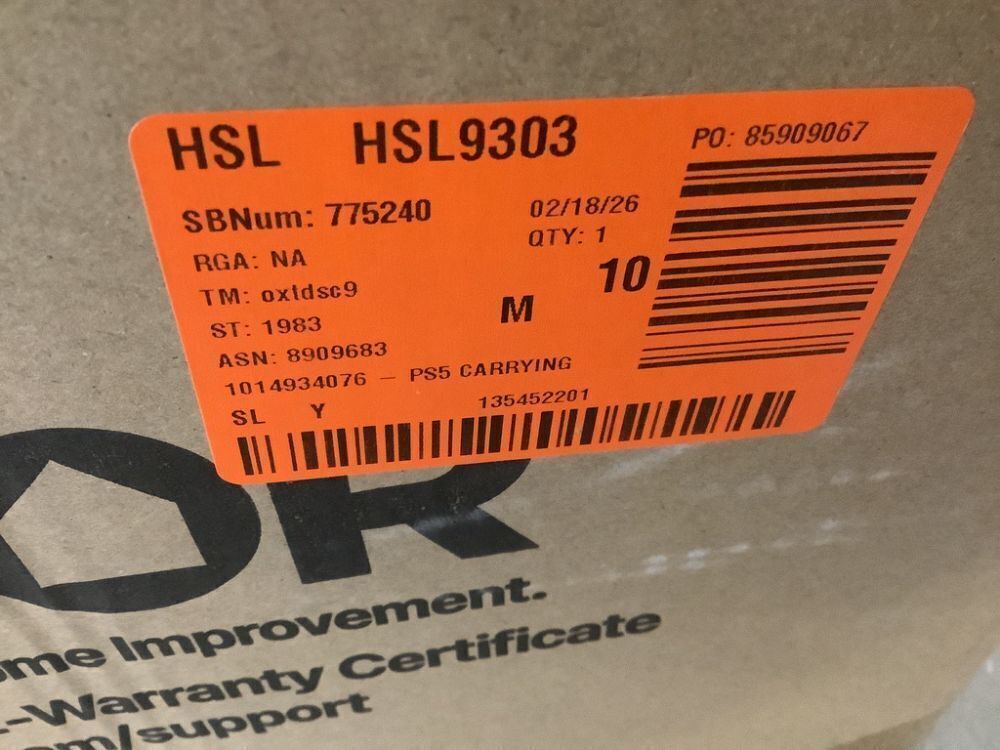 HSL HSL9303
PO: 85909067
SBNum: 775240
02/18/26
RGA: NA
QTY: 1
TM: oxtdsc9
10
ST: 1983
M
ASN: 8909683
1014934076 – PS5 CARRYING
SL Y
135452201
OR
me Improvement.
-Warranty Certificate
om/support